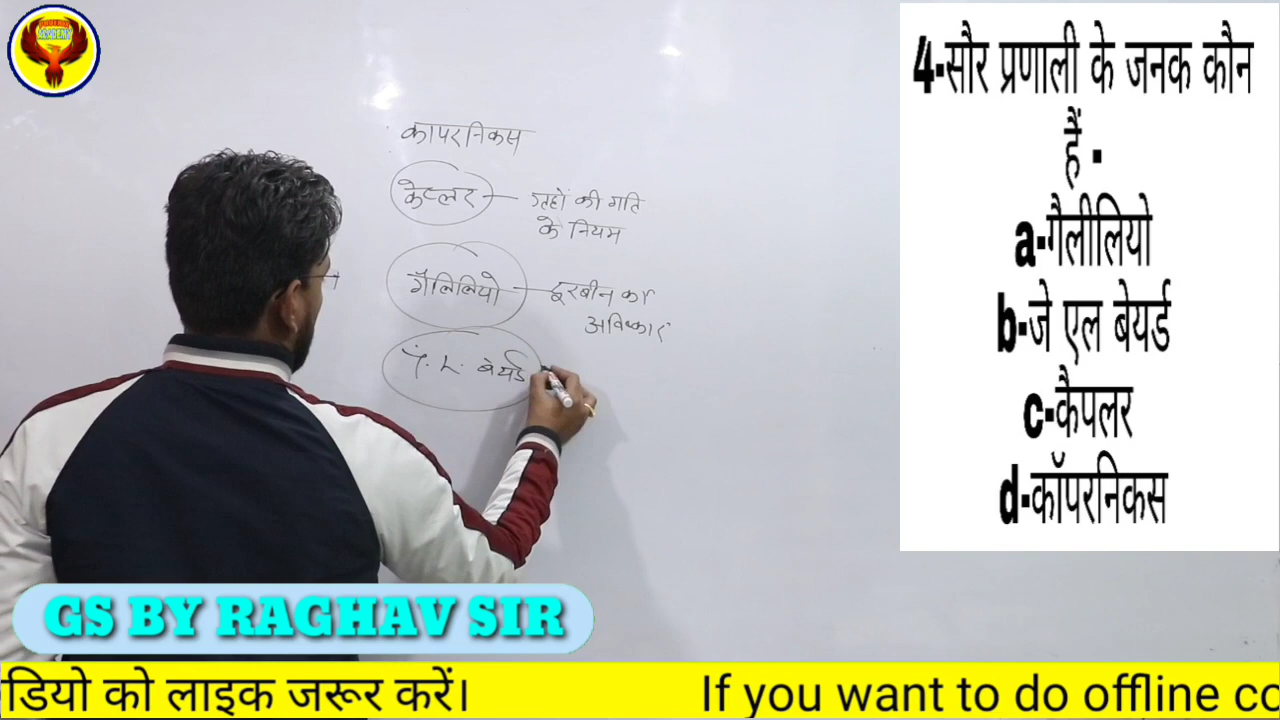 ACADEMY
4-सौर प्रणाली के जनक कौन
हैं -
a-गैलीलियो
b-जे एल बेयर्ड
c-कैपलर
d-कॉपरनिकस
कापरनिकस
केप्लर — ग्रहों की गति
के नियम
गैलिलियो — दूरबीन का
अविष्कार
L. बेयर्ड
GS BY RAGHAV SIR
डियो को लाइक जरूर करें।
If you want to do offline co